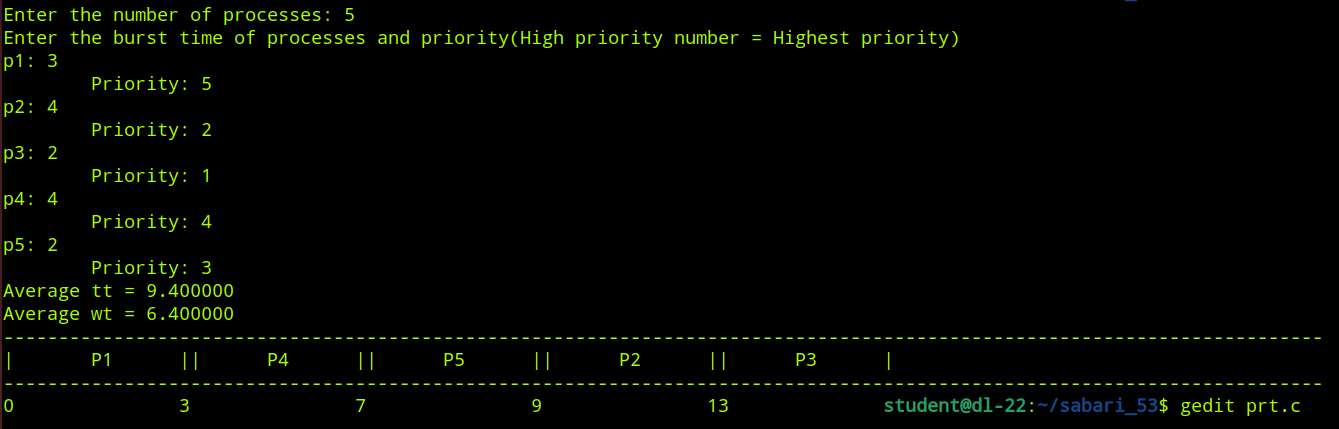 Enter the number of processes: 5
Enter the burst time of processes and priority(High priority number = Highest priority)
p1: 3
        Priority: 5
p2: 4
        Priority: 2
p3: 2
        Priority: 1
p4: 4
        Priority: 4
p5: 2
        Priority: 3
Average tt = 9.400000
Average wt = 6.400000
------------------------------------------------------------------------------------------------------------------------
|       P1      ||      P4      ||      P5      ||      P2      ||      P3      |
------------------------------------------------------------------------------------------------------------------------
0               3               7               9               13              student@dl-22:~/sabari_53$ gedit prt.c